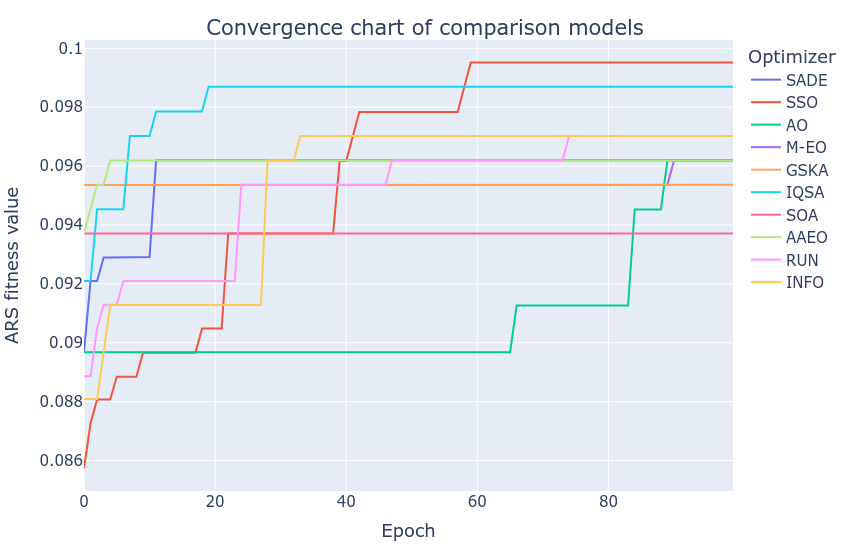 Convergence chart of comparison models
ARS fitness value
0.1
0.098
0.096
0.094
0.092
0.09
0.088
0.086
0
20
40
60
80
Epoch
Optimizer
SADE
SSO
AO
M-EO
GSKA
IQSA
SOA
AAEO
RUN
INFO